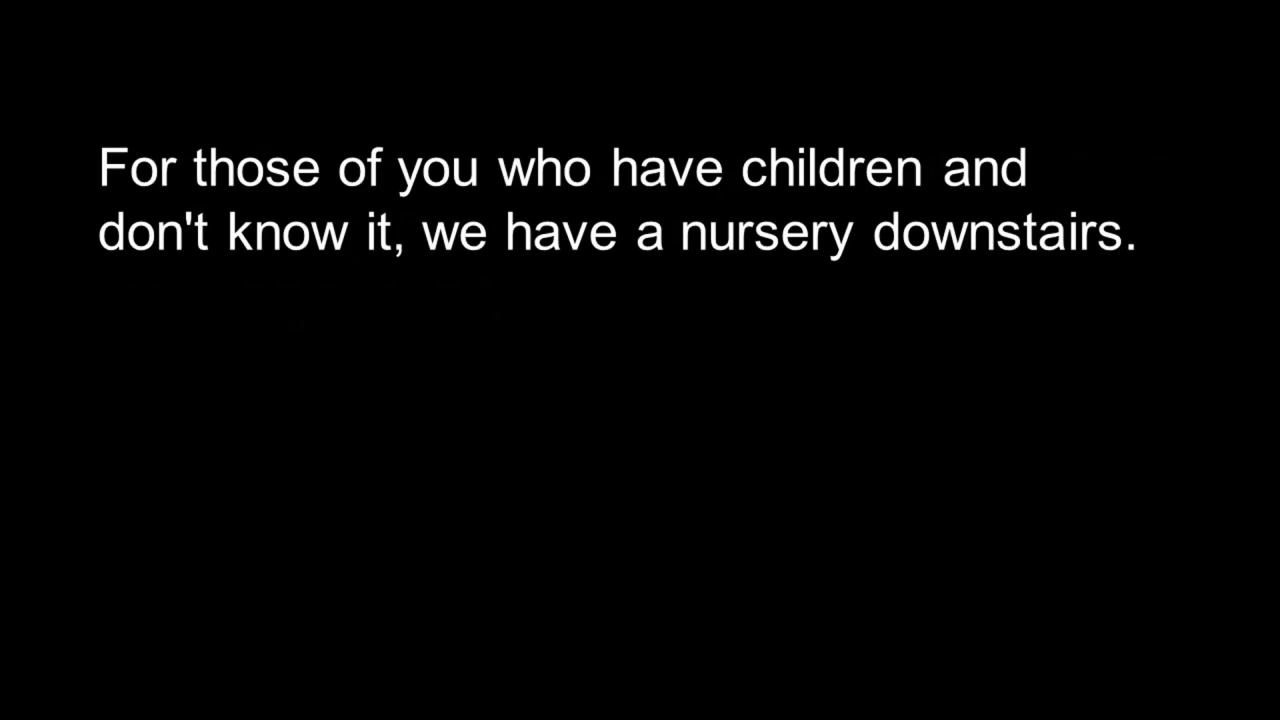 For those of you who have children and
don't know it, we have a nursery downstairs.